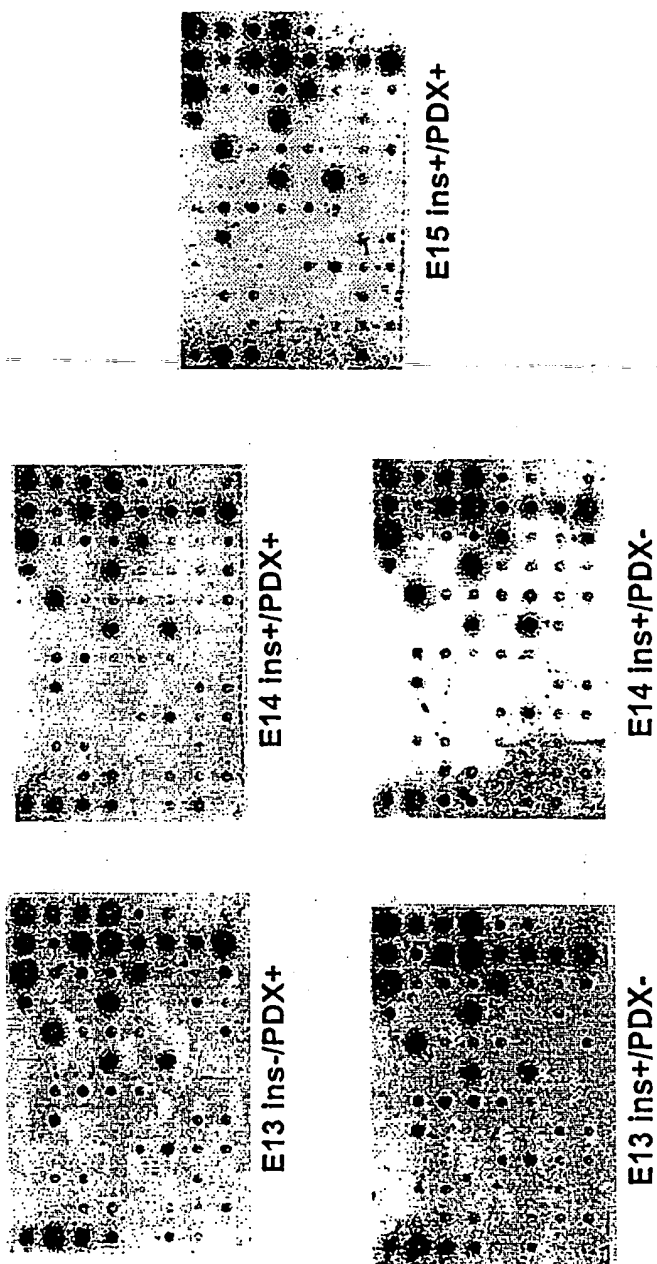 E13 ins-/PDX+
E14 ins+/PDX+
E15 ins+/PDX+
E13 ins+/PDX-
E14 ins+/PDX-